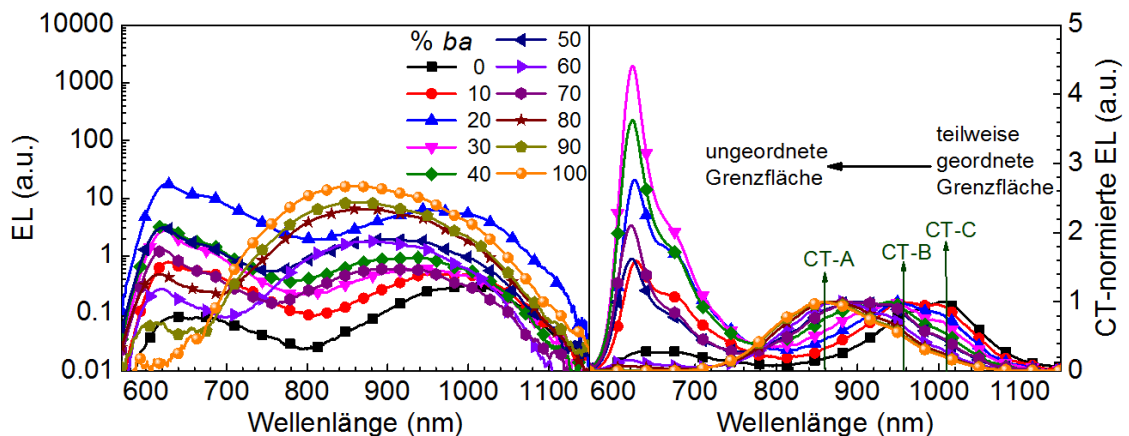 10000
1000
100
10
1
0.1
0.01
EL (a.u.)
% ba
0
10
20
30
40
50
60
70
80
90
100
600 700 800 900 1000 1100
Wellenlänge (nm)
ungeordnete
Grenzfläche
teilweise
geordnete
Grenzfläche
CT-A
CT-B
CT-C
600 700 800 900 1000 1100
Wellenlänge (nm)
5
4
3
2
1
0
CT-normierte EL (a.u.)